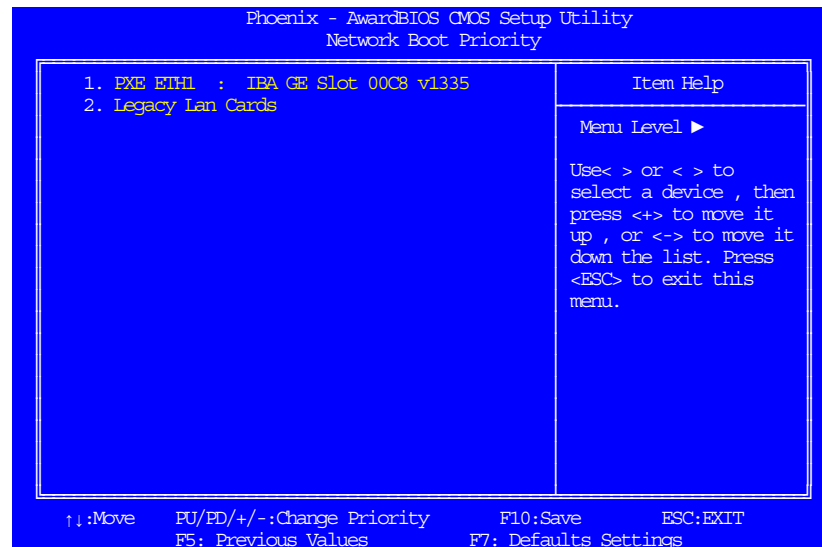 Phoenix - AwardBIOS CMOS Setup Utility
Network Boot Priority
1. PXE ETH1 : IBA GE Slot 00C8 v1335
2. Legacy Lan Cards
Item Help
Menu Level ►
Use< > or < > to
select a device , then
press <+> to move it
up , or <-> to move it
down the list. Press
<ESC> to exit this
menu.
↑↓:Move PU/PD/+/-:Change Priority F10:Save ESC:EXIT
F5: Previous Values F7: Defaults Settings